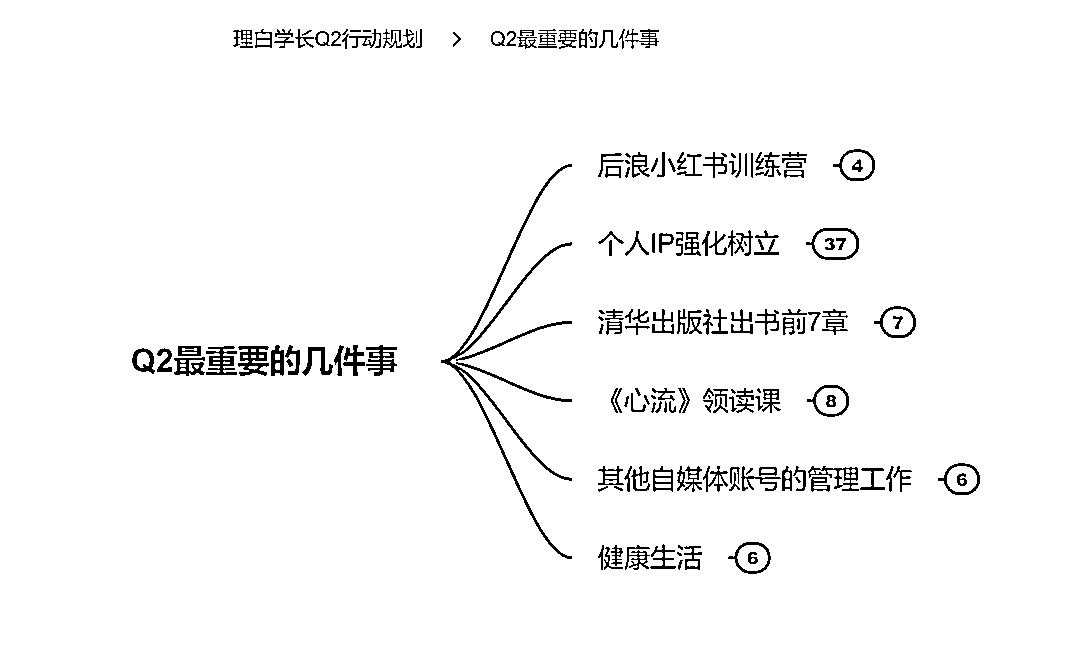 理白学长Q2行动规划 > Q2最重要的几件事
后浪小红书训练营 4
个人IP强化树立 37
清华出版社出书前7章 7
Q2最重要的几件事
《心流》领读课 8
其他自媒体账号的管理工作 6
健康生活 6